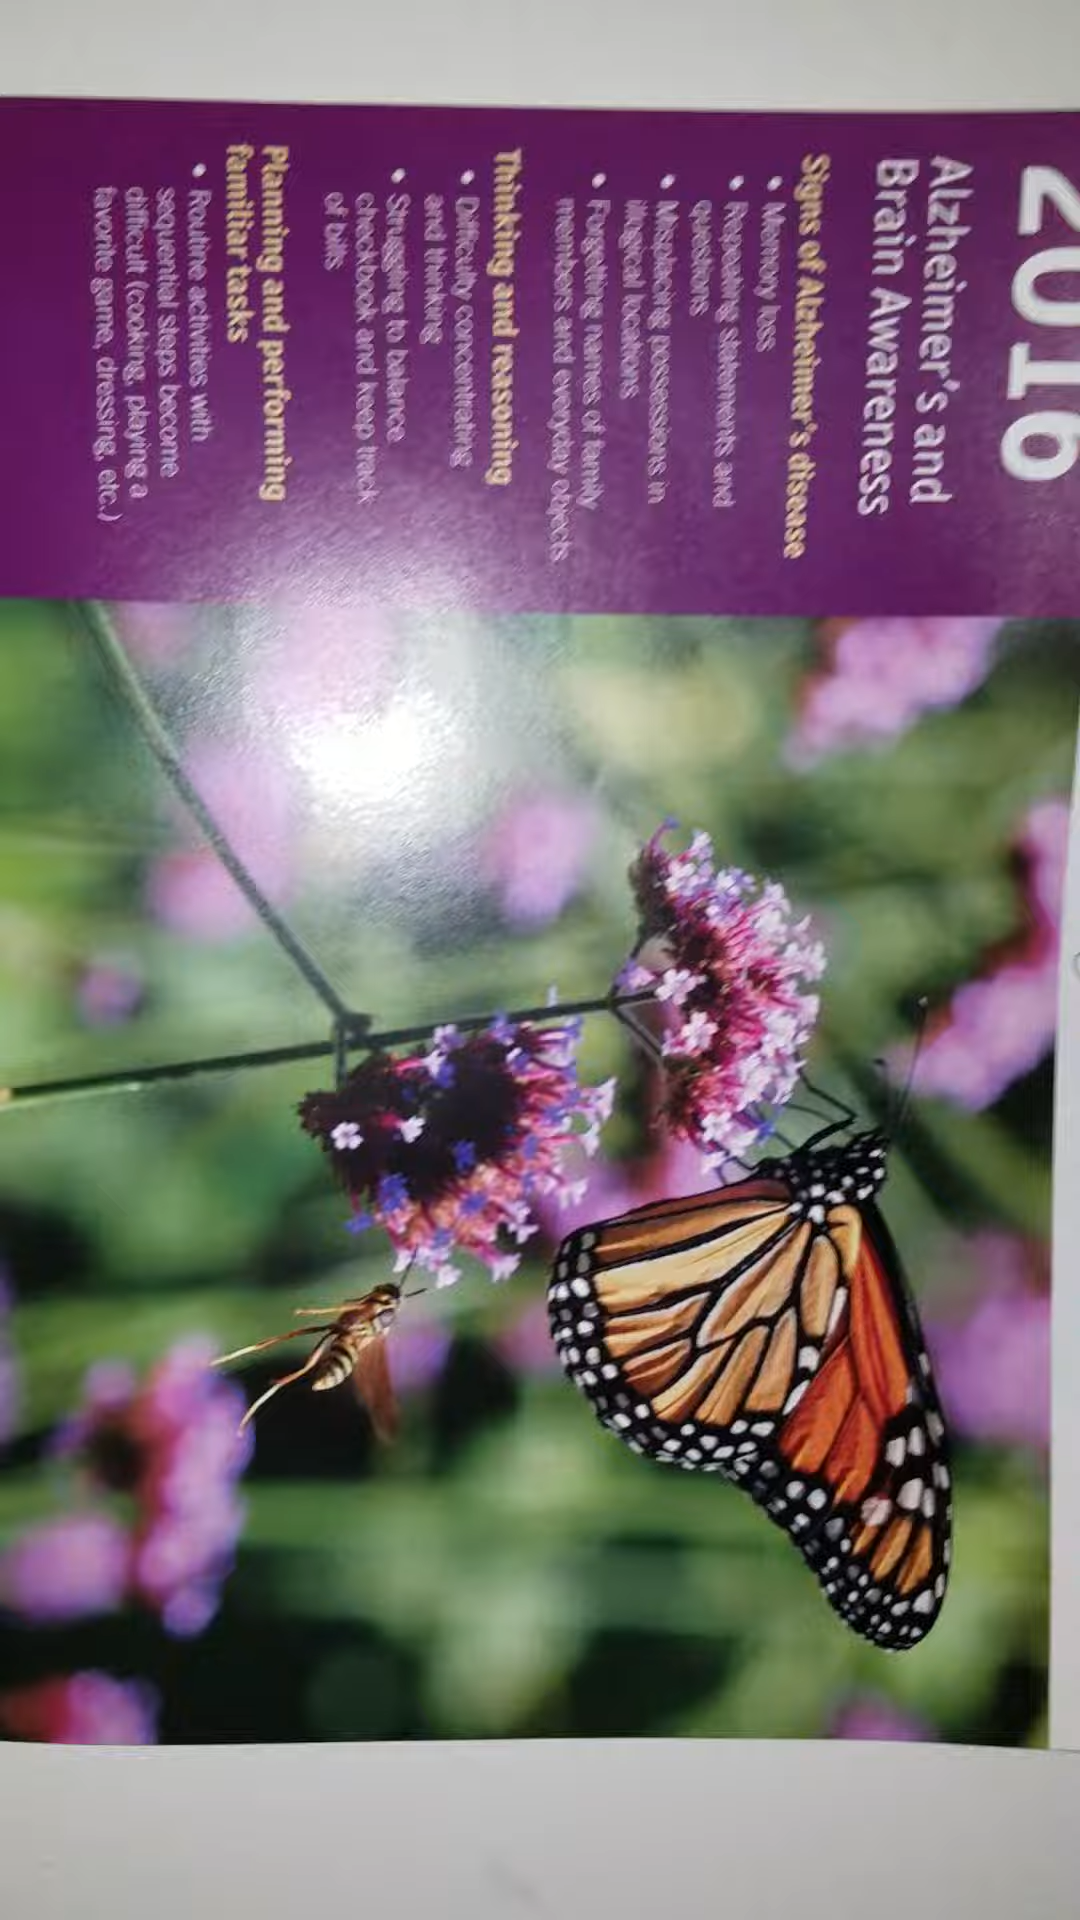 2016
Alzheimer's and
Brain Awareness
Signs of Alzheimer's disease
• Memory loss
• Repeating statements and
questions
• Misplacing possessions in
illogical locations
• Forgetting names of family
members and everyday objects
Thinking and reasoning
• Difficulty concentrating
and thinking
• Struggling to balance
checkbook and keep track
of bills
Planning and performing
familiar tasks
• Routine activities with
sequential steps become
difficult (cooking, playing a
favorite game, dressing, etc.)